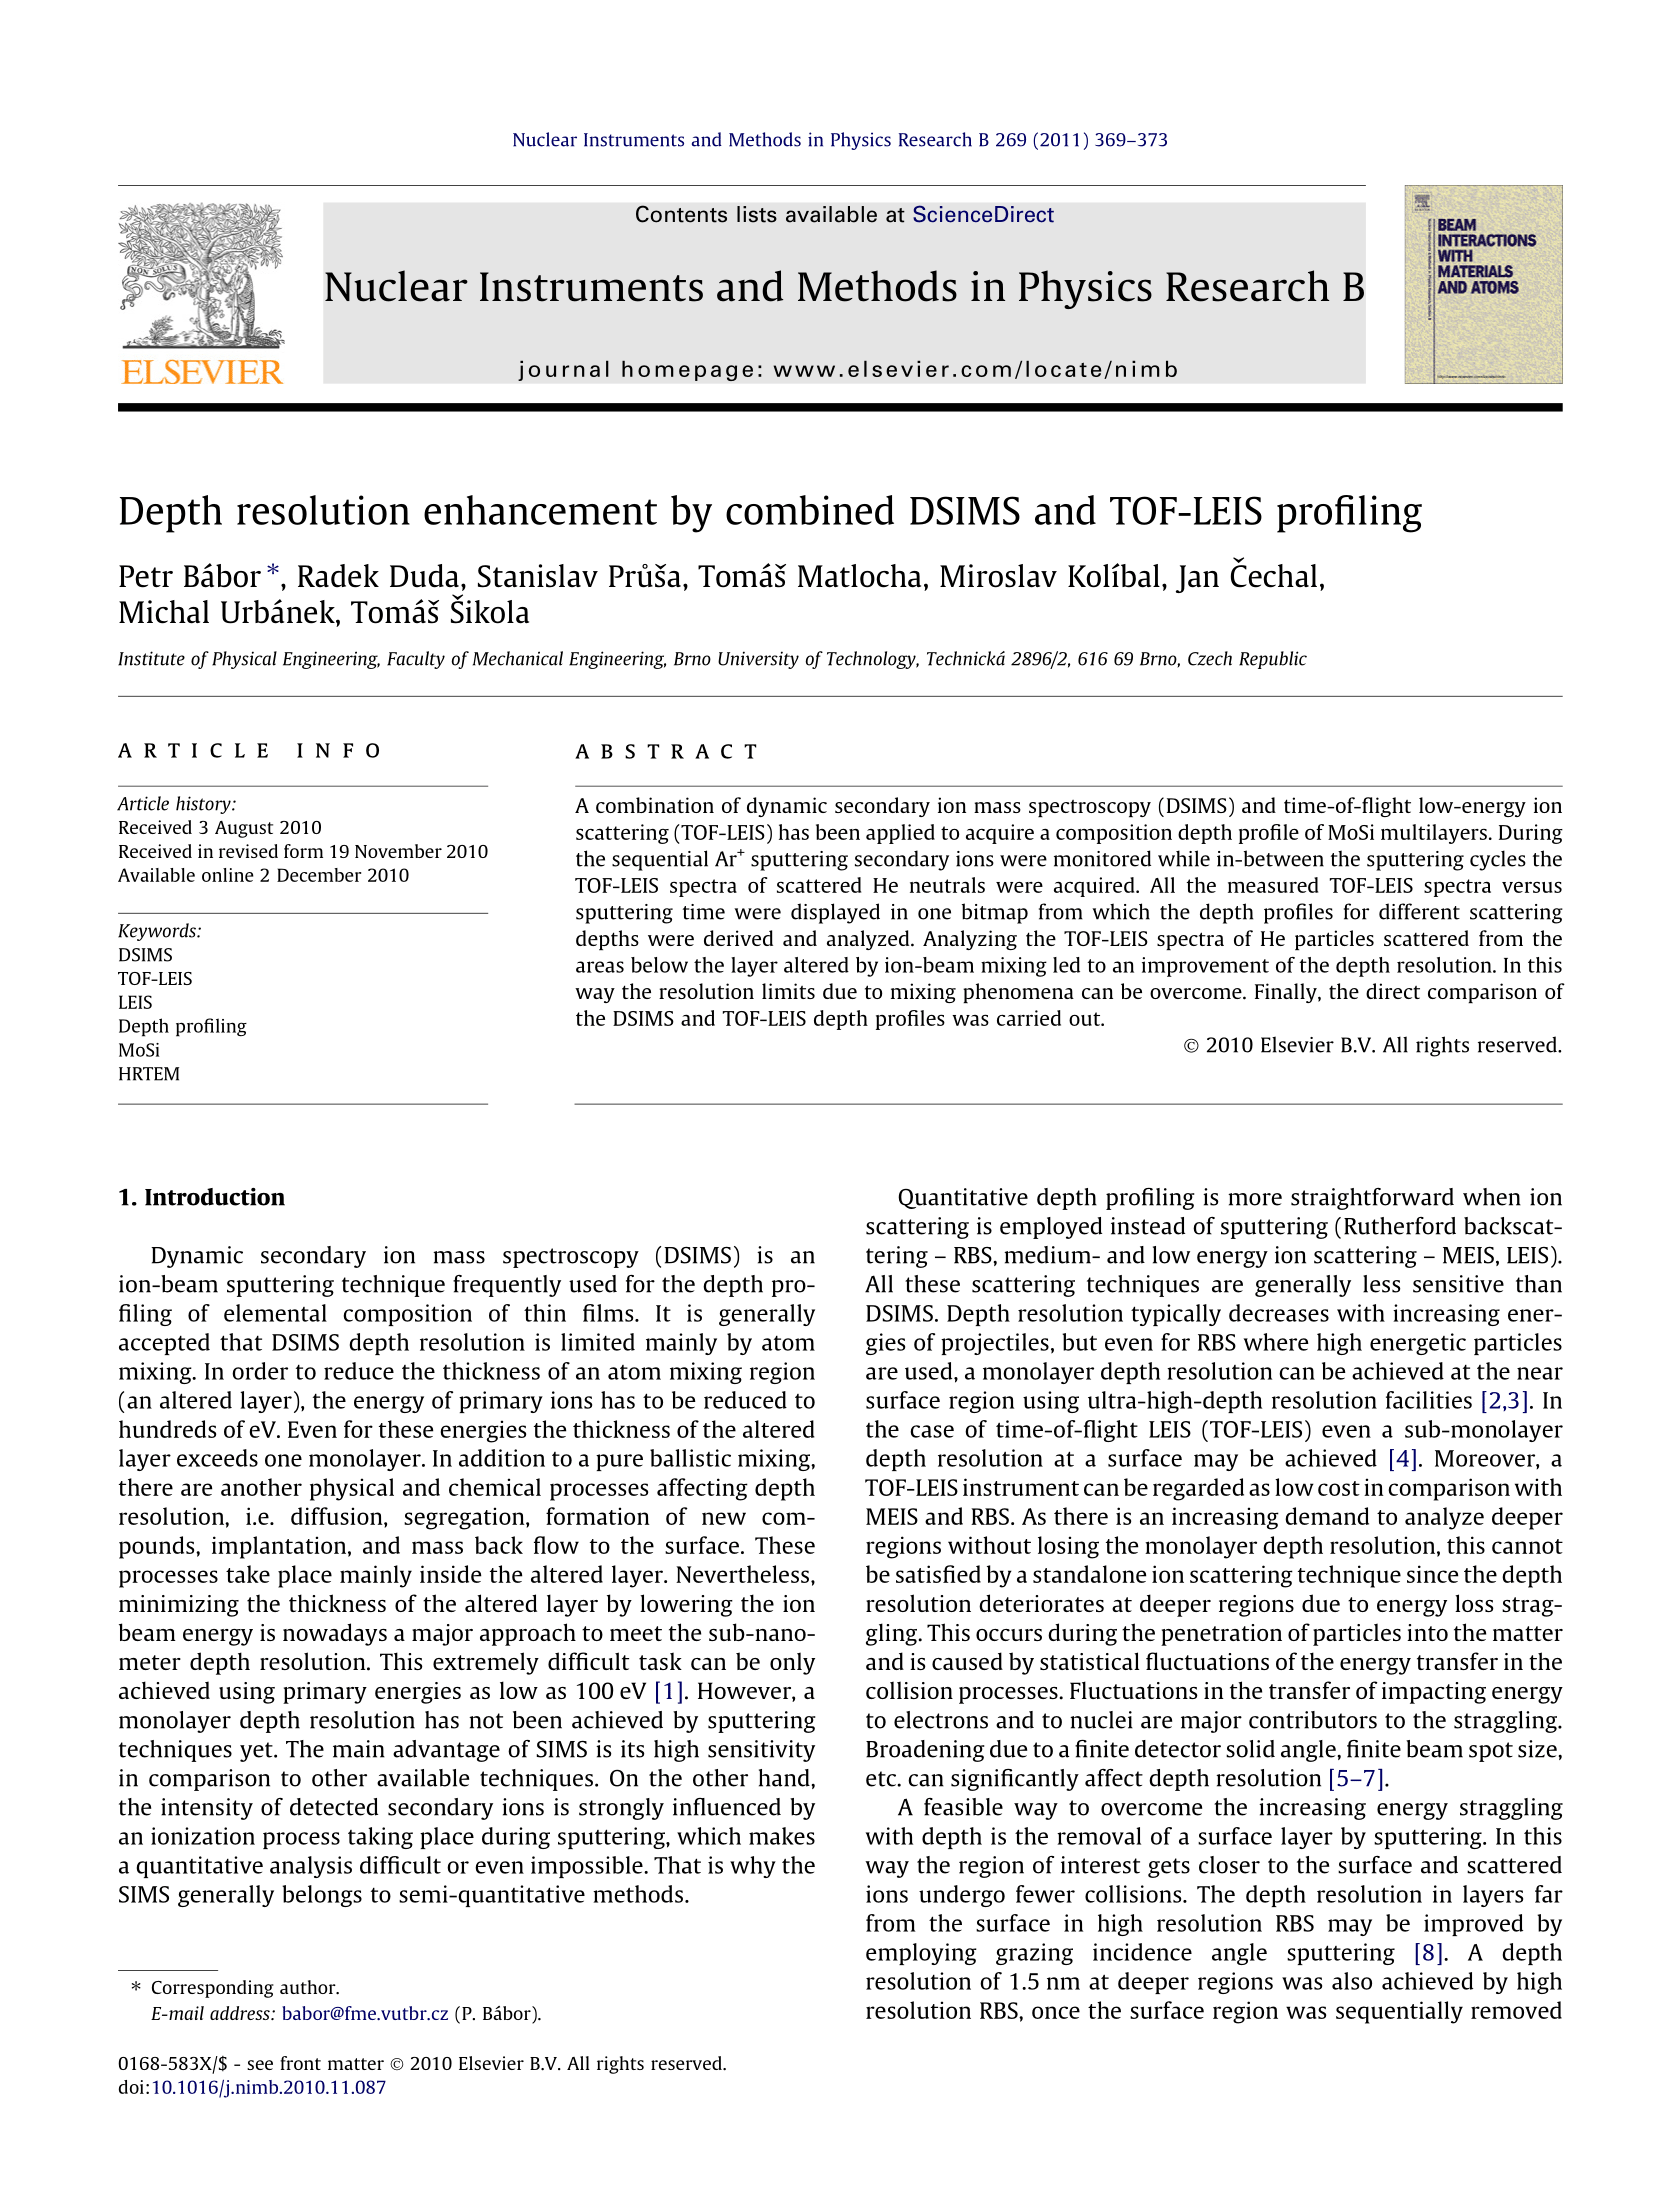 Nuclear Instruments and Methods in Physics Research B 269 (2011) 369–373
Contents lists available at ScienceDirect
Nuclear Instruments and Methods in Physics Research B
journal homepage: www.elsevier.com/locate/nimb
NON SOLUS
ELSEVIER
BEAM
INTERACTIONS
WITH
MATERIALS
AND ATOMS
Depth resolution enhancement by combined DSIMS and TOF-LEIS profiling
Petr Bábor *, Radek Duda, Stanislav Průša, Tomáš Matlocha, Miroslav Kolíbal, Jan Čechal,
Michal Urbánek, Tomáš Šikola
Institute of Physical Engineering, Faculty of Mechanical Engineering, Brno University of Technology, Technická 2896/2, 616 69 Brno, Czech Republic
ARTICLE INFO
Article history:
Received 3 August 2010
Received in revised form 19 November 2010
Available online 2 December 2010
Keywords:
DSIMS
TOF-LEIS
LEIS
Depth profiling
MoSi
HRTEM
ABSTRACT
A combination of dynamic secondary ion mass spectroscopy (DSIMS) and time-of-flight low-energy ion
scattering (TOF-LEIS) has been applied to acquire a composition depth profile of MoSi multilayers. During
the sequential Ar+ sputtering secondary ions were monitored while in-between the sputtering cycles the
TOF-LEIS spectra of scattered He neutrals were acquired. All the measured TOF-LEIS spectra versus
sputtering time were displayed in one bitmap from which the depth profiles for different scattering
depths were derived and analyzed. Analyzing the TOF-LEIS spectra of He particles scattered from the
areas below the layer altered by ion-beam mixing led to an improvement of the depth resolution. In this
way the resolution limits due to mixing phenomena can be overcome. Finally, the direct comparison of
the DSIMS and TOF-LEIS depth profiles was carried out.
© 2010 Elsevier B.V. All rights reserved.
1. Introduction
Dynamic secondary ion mass spectroscopy (DSIMS) is an
ion-beam sputtering technique frequently used for the depth pro-
filing of elemental composition of thin films. It is generally
accepted that DSIMS depth resolution is limited mainly by atom
mixing. In order to reduce the thickness of an atom mixing region
(an altered layer), the energy of primary ions has to be reduced to
hundreds of eV. Even for these energies the thickness of the altered
layer exceeds one monolayer. In addition to a pure ballistic mixing,
there are another physical and chemical processes affecting depth
resolution, i.e. diffusion, segregation, formation of new com-
pounds, implantation, and mass back flow to the surface. These
processes take place mainly inside the altered layer. Nevertheless,
minimizing the thickness of the altered layer by lowering the ion
beam energy is nowadays a major approach to meet the sub-nano-
meter depth resolution. This extremely difficult task can be only
achieved using primary energies as low as 100 eV [1]. However, a
monolayer depth resolution has not been achieved by sputtering
techniques yet. The main advantage of SIMS is its high sensitivity
in comparison to other available techniques. On the other hand,
the intensity of detected secondary ions is strongly influenced by
an ionization process taking place during sputtering, which makes
a quantitative analysis difficult or even impossible. That is why the
SIMS generally belongs to semi-quantitative methods.
Quantitative depth profiling is more straightforward when ion
scattering is employed instead of sputtering (Rutherford backscat-
tering – RBS, medium- and low energy ion scattering – MEIS, LEIS).
All these scattering techniques are generally less sensitive than
DSIMS. Depth resolution typically decreases with increasing ener-
gies of projectiles, but even for RBS where high energetic particles
are used, a monolayer depth resolution can be achieved at the near
surface region using ultra-high-depth resolution facilities [2,3]. In
the case of time-of-flight LEIS (TOF-LEIS) even a sub-monolayer
depth resolution at a surface may be achieved [4]. Moreover, a
TOF-LEIS instrument can be regarded as low cost in comparison with
MEIS and RBS. As there is an increasing demand to analyze deeper
regions without losing the monolayer depth resolution, this cannot
be satisfied by a standalone ion scattering technique since the depth
resolution deteriorates at deeper regions due to energy loss strag-
gling. This occurs during the penetration of particles into the matter
and is caused by statistical fluctuations of the energy transfer in the
collision processes. Fluctuations in the transfer of impacting energy
to electrons and to nuclei are major contributors to the straggling.
Broadening due to a finite detector solid angle, finite beam spot size,
etc. can significantly affect depth resolution [5–7].
A feasible way to overcome the increasing energy straggling
with depth is the removal of a surface layer by sputtering. In this
way the region of interest gets closer to the surface and scattered
ions undergo fewer collisions. The depth resolution in layers far
from the surface in high resolution RBS may be improved by
employing grazing incidence angle sputtering [8]. A depth
resolution of 1.5 nm at deeper regions was also achieved by high
resolution RBS, once the surface region was sequentially removed
* Corresponding author.
E-mail address: babor@fme.vutbr.cz (P. Bábor).
0168-583X/$ - see front matter © 2010 Elsevier B.V. All rights reserved.
doi:10.1016/j.nimb.2010.11.087